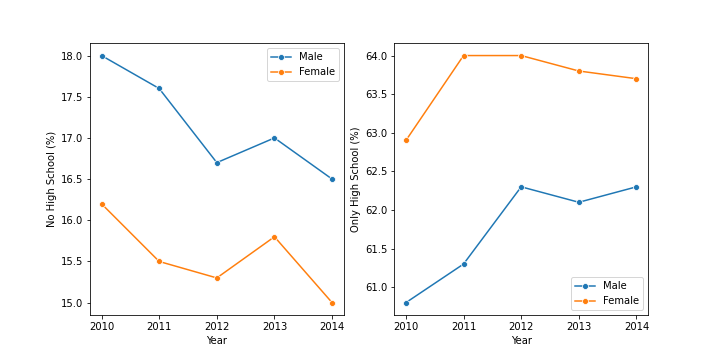 No High School (%)
18.0
17.5
17.0
16.5
16.0
15.5
15.0
2010 2011 2012 2013 2014
Year
Male
Female
Only High School (%)
64.0
63.5
63.0
62.5
62.0
61.5
61.0
2010 2011 2012 2013 2014
Year
Male
Female